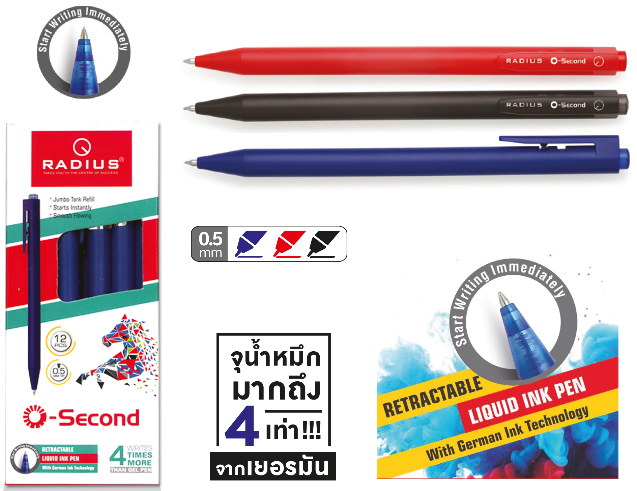 Start Writing Immediately
RADIUS O-Second
RADIUS O-Second
RADIUS®
TAKES YOU TO THE CENTER OF SUCCESS
* Jumbo Tank Refill
* Starts Instantly
* Smooth Flowing
12
PCS
0.5
O-Second
RETRACTABLE
LIQUID INK PEN
With German Ink Technology
4 WRITES
TIMES
MORE
THAN GEL PEN
0.5
mm
จุน้ำหมึก
มากถึง
4 เท่า!!!
จากเยอรมัน
Start Writing Immediately
RETRACTABLE
LIQUID INK PEN
With German Ink Technology